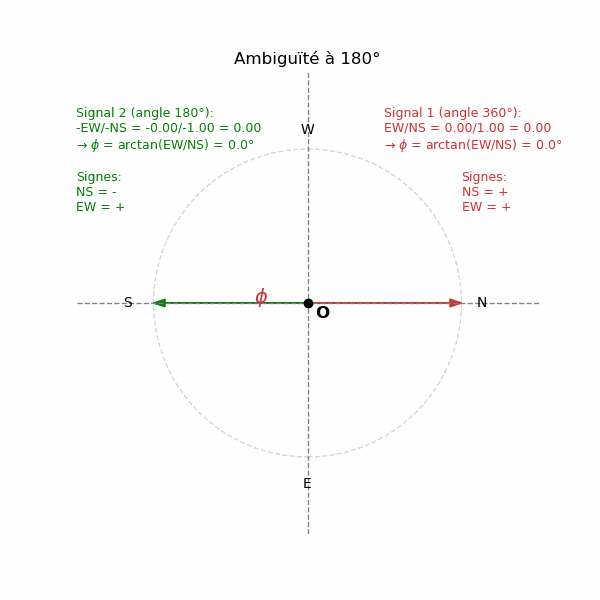 Ambiguïté à 180°
Signal 2 (angle 180°):
-EW/-NS = -0.00/-1.00 = 0.00
→ ϕ = arctan(EW/NS) = 0.0°
Signes:
NS = -
EW = +
Signal 1 (angle 360°):
EW/NS = 0.00/1.00 = 0.00
→ ϕ = arctan(EW/NS) = 0.0°
Signes:
NS = +
EW = +
W
S
ϕ
O
N
E